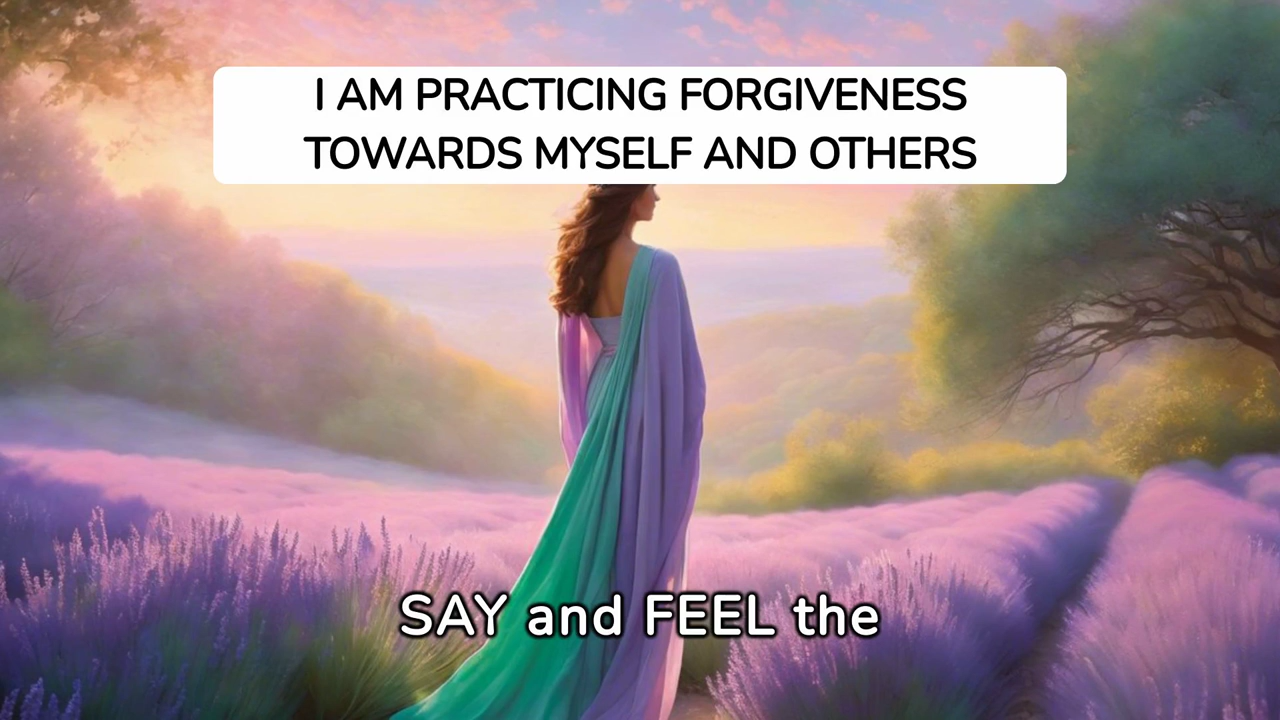 I AM PRACTICING FORGIVENESS
TOWARDS MYSELF AND OTHERS
SAY and FEEL the